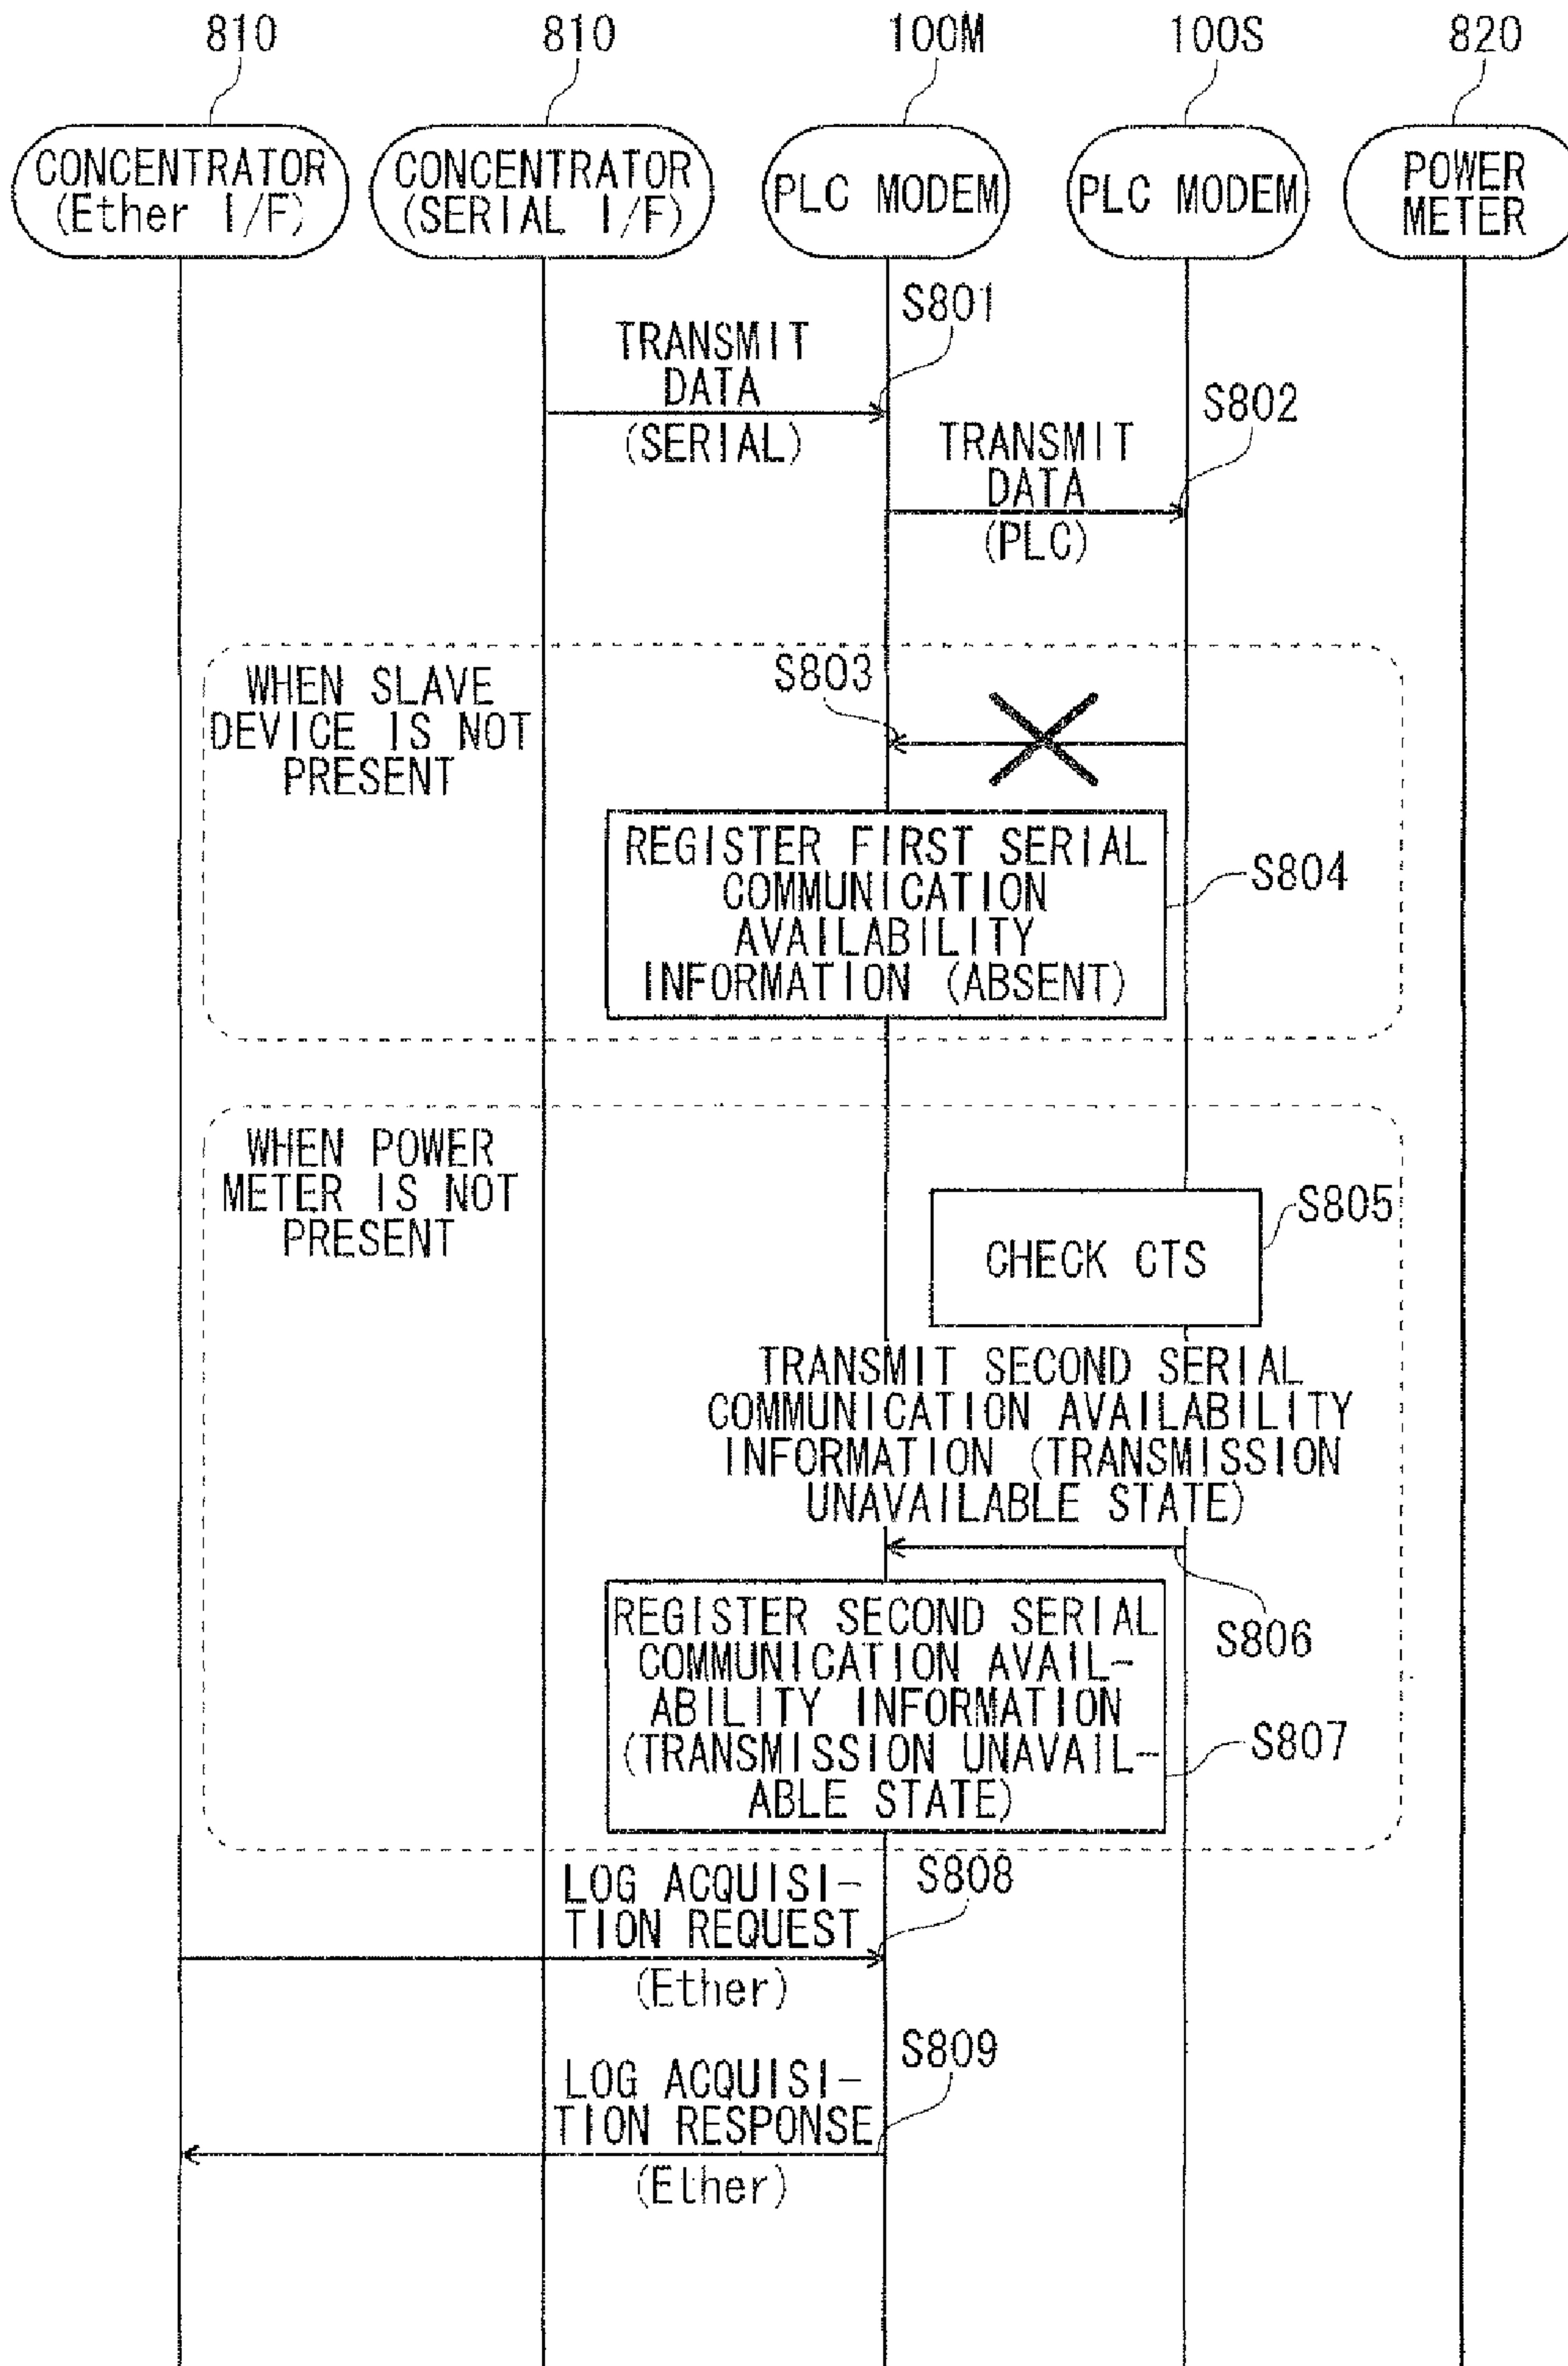 810
810
100M
100S
820
CONCENTRATOR
(Ether I/F)
CONCENTRATOR
(SERIAL I/F)
PLC MODEM
PLC MODEM
POWER
METER
S801
TRANSMIT
DATA
(SERIAL)
S802
TRANSMIT
DATA
(PLC)
WHEN SLAVE
DEVICE IS NOT
PRESENT
S803
REGISTER FIRST SERIAL
COMMUNICATION
AVAILABILITY
INFORMATION (ABSENT)
S804
WHEN POWER
METER IS NOT
PRESENT
CHECK CTS
S805
TRANSMIT SECOND SERIAL
COMMUNICATION AVAILABILITY
INFORMATION (TRANSMISSION
UNAVAILABLE STATE)
S806
REGISTER SECOND SERIAL
COMMUNICATION AVAIL-
ABILITY INFORMATION
(TRANSMISSION UNAVAIL-
ABLE STATE)
S807
LOG ACQUISI-
TION REQUEST
(Ether)
S808
LOG ACQUISI-
TION RESPONSE
(Ether)
S809